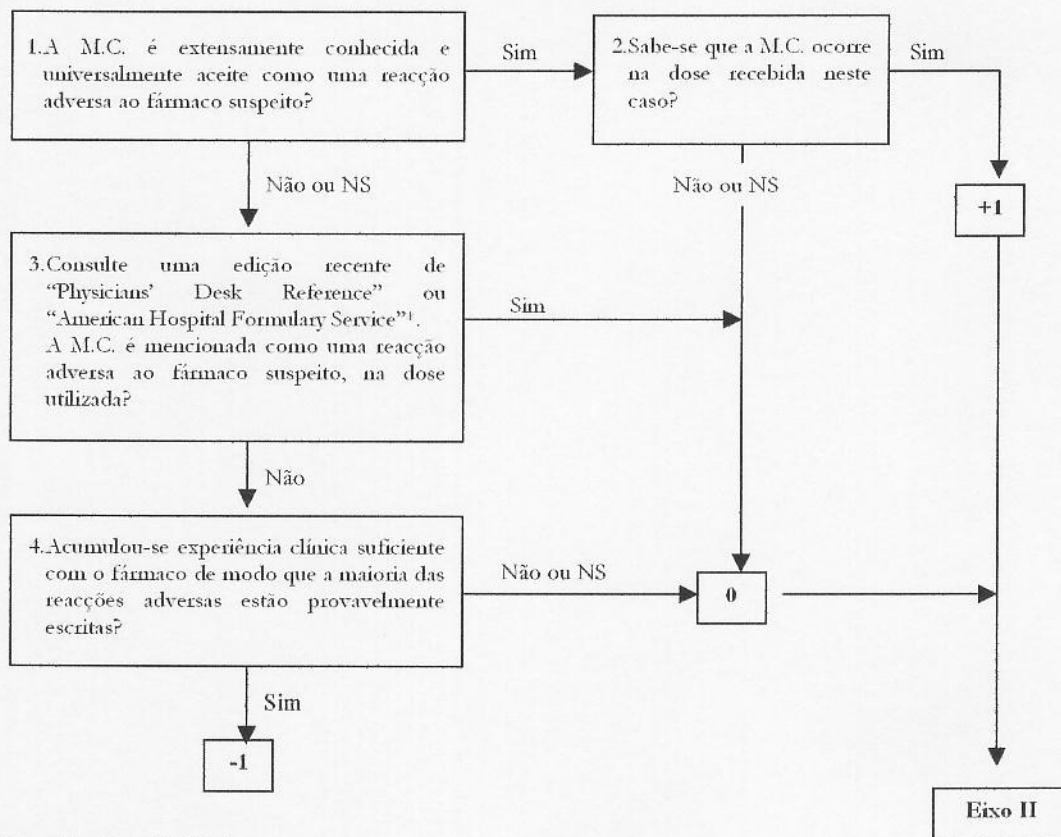 1.A M.C. é extensamente conhecida e
universalmente aceite como uma reacção
adversa ao fármaco suspeito?
Sim
2.Sabe-se que a M.C. ocorre
na dose recebida neste
caso?
Sim
Não ou NS
Não ou NS
+1
3.Consulte uma edição recente de
“Physicians’ Desk Reference” ou
“American Hospital Formulary Service”¹.
A M.C. é mencionada como uma reacção
adversa ao fármaco suspeito, na dose
utilizada?
Sim
Não
4.Acumulou-se experiência clínica suficiente
com o fármaco de modo que a maioria das
reacções adversas estão provavelmente
escritas?
Não ou NS
0
Sim
-1
Eixo II